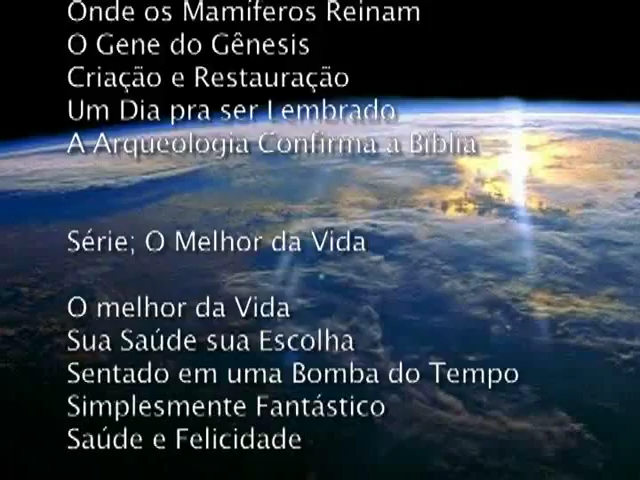 Onde os Mamíferos Reinam
O Gene do Gênesis
Criação e Restauração
Um Dia pra ser Lembrado
A Arqueologia Confirma a Bíblia
Série; O Melhor da Vida
O melhor da Vida
Sua Saúde sua Escolha
Sentado em uma Bomba do Tempo
Simplesmente Fantástico
Saúde e Felicidade